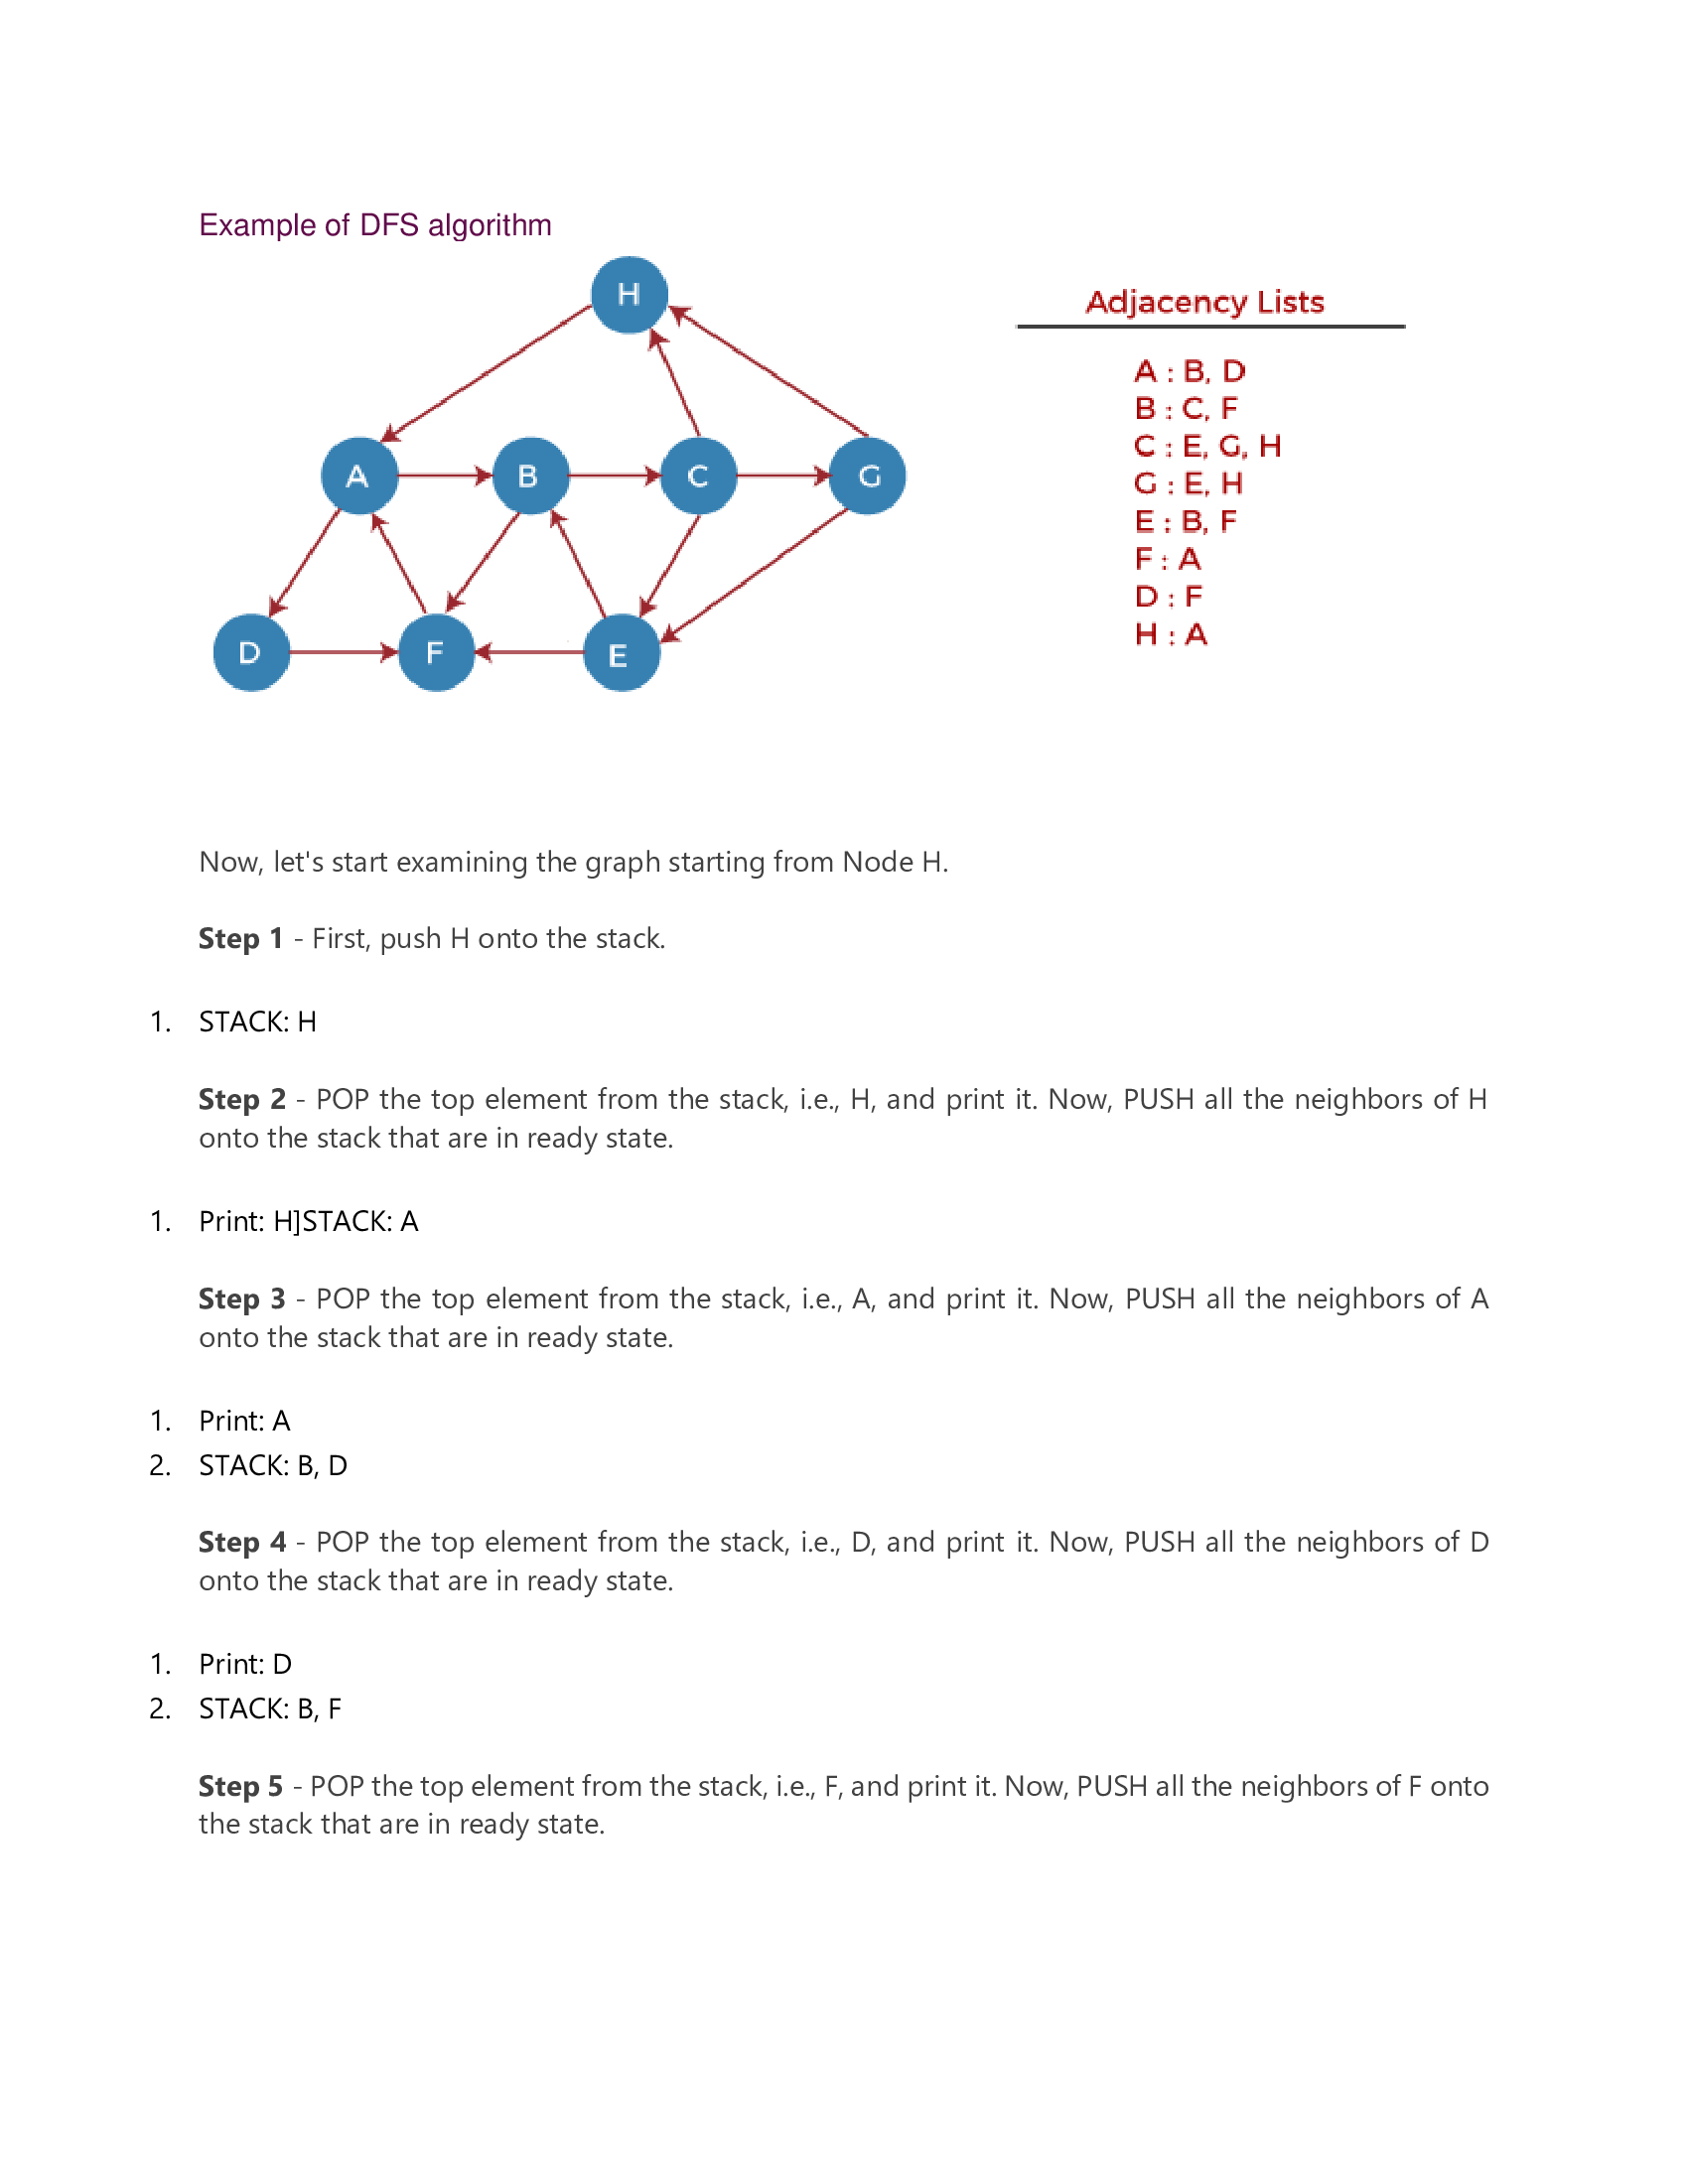 Example of DFS algorithm
H
A
B
C
G
D
F
E
Adjacency Lists
A : B, D
B : C, F
C : E, G, H
G : E, H
E : B, F
F : A
D : F
H : A
Now, let's start examining the graph starting from Node H.
Step 1 - First, push H onto the stack.
1. STACK: H
Step 2 - POP the top element from the stack, i.e., H, and print it. Now, PUSH all the neighbors of H
onto the stack that are in ready state.
1. Print: H]STACK: A
Step 3 - POP the top element from the stack, i.e., A, and print it. Now, PUSH all the neighbors of A
onto the stack that are in ready state.
1. Print: A
2. STACK: B, D
Step 4 - POP the top element from the stack, i.e., D, and print it. Now, PUSH all the neighbors of D
onto the stack that are in ready state.
1. Print: D
2. STACK: B, F
Step 5 - POP the top element from the stack, i.e., F, and print it. Now, PUSH all the neighbors of F onto
the stack that are in ready state.